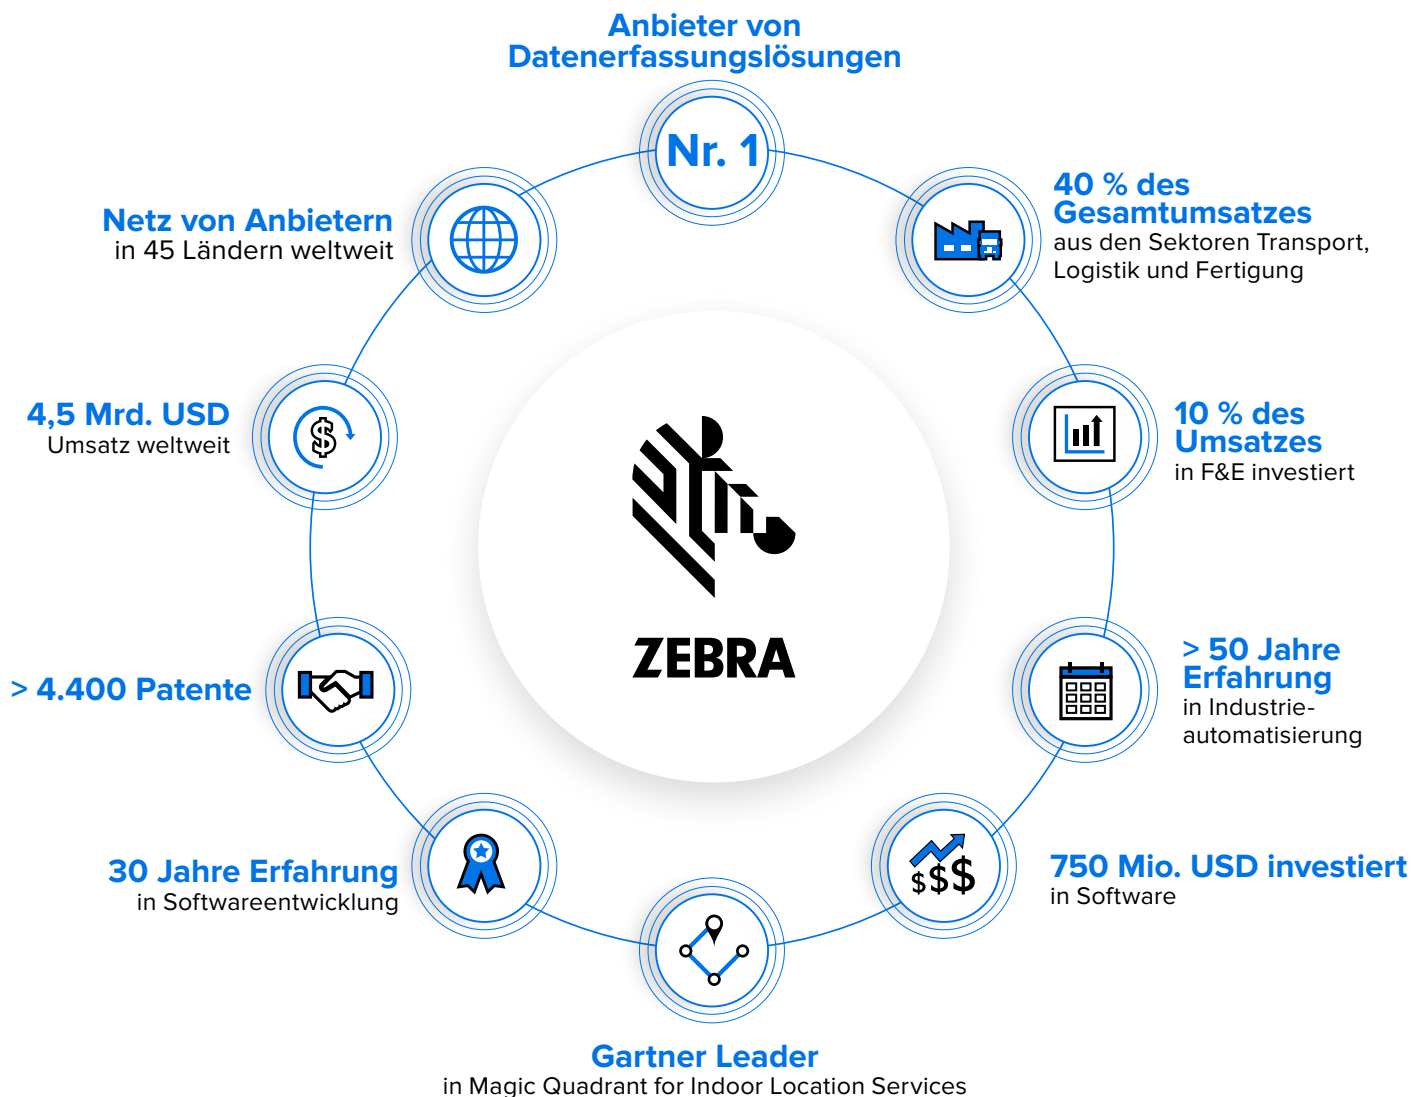 Anbieter von
Datenerfassungslösungen
Nr. 1
40 % des
Gesamtumsatzes
aus den Sektoren Transport,
Logistik und Fertigung
10 % des
Umsatzes
in F&E investiert
> 50 Jahre
Erfahrung
in Industrie-
automatisierung
750 Mio. USD investiert
in Software
Gartner Leader
in Magic Quadrant for Indoor Location Services
30 Jahre Erfahrung
in Softwareentwicklung
> 4.400 Patente
4,5 Mrd. USD
Umsatz weltweit
Netz von Anbietern
in 45 Ländern weltweit
ZEBRA
$
$$$